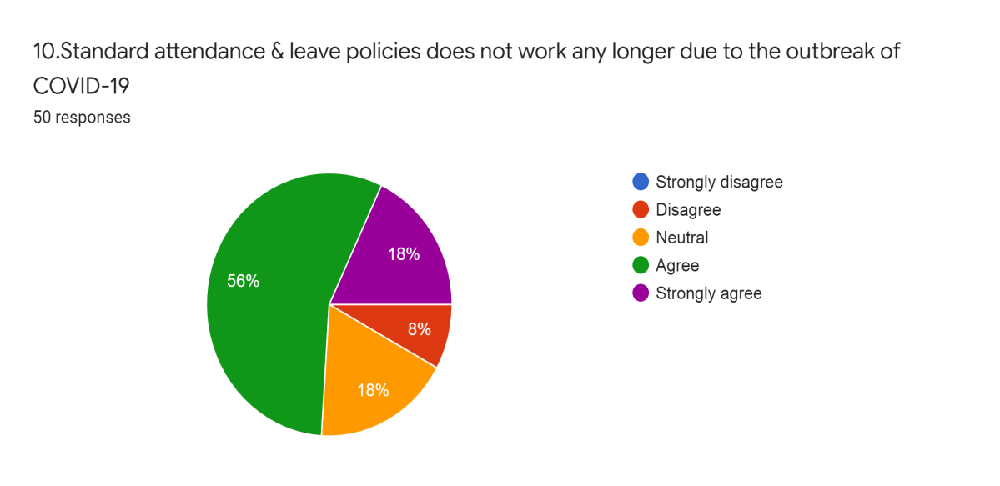 10.Standard attendance & leave policies does not work any longer due to the outbreak of
COVID-19
50 responses
56%
18%
8%
18%
Strongly disagree
Disagree
Neutral
Agree
Strongly agree